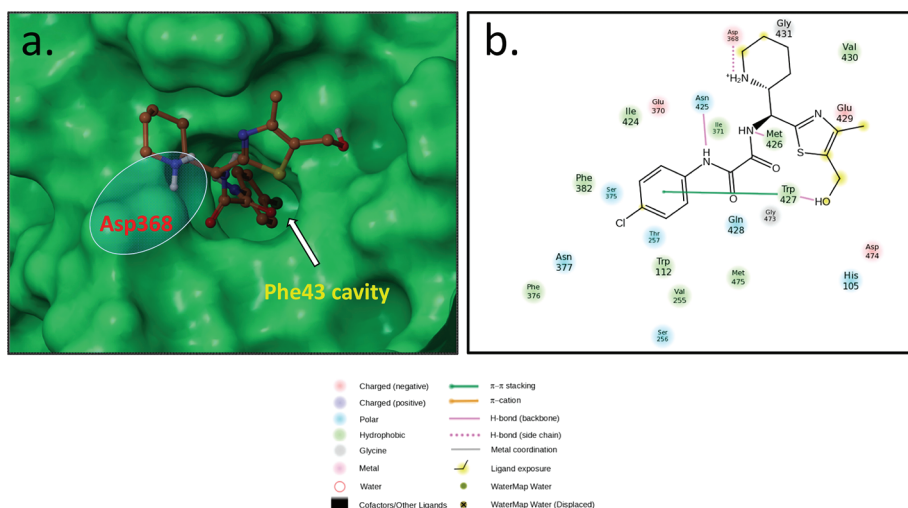 a.
Asp368
Phe43 cavity
b.
Asp
368
Gly
431
Val
430
+H₂N
Asn
425
Glu
370
Ile
424
Ile
371
N
Glu
429
NH
Met
426
S
H
N
O
O
Phe
382
Ser
375
Trp
427
HO
Gly
473
Gln
428
Cl
Thr
257
Asp
474
Asn
377
Trp
112
Met
475
His
105
Phe
376
Val
255
Ser
256
Charged (negative)
Charged (positive)
Polar
Hydrophobic
Glycine
Metal
Water
Cofactors/Other Ligands
π−π stacking
π−cation
H-bond (backbone)
H-bond (side chain)
Metal coordination
Ligand exposure
WaterMap Water
WaterMap Water (Displaced)